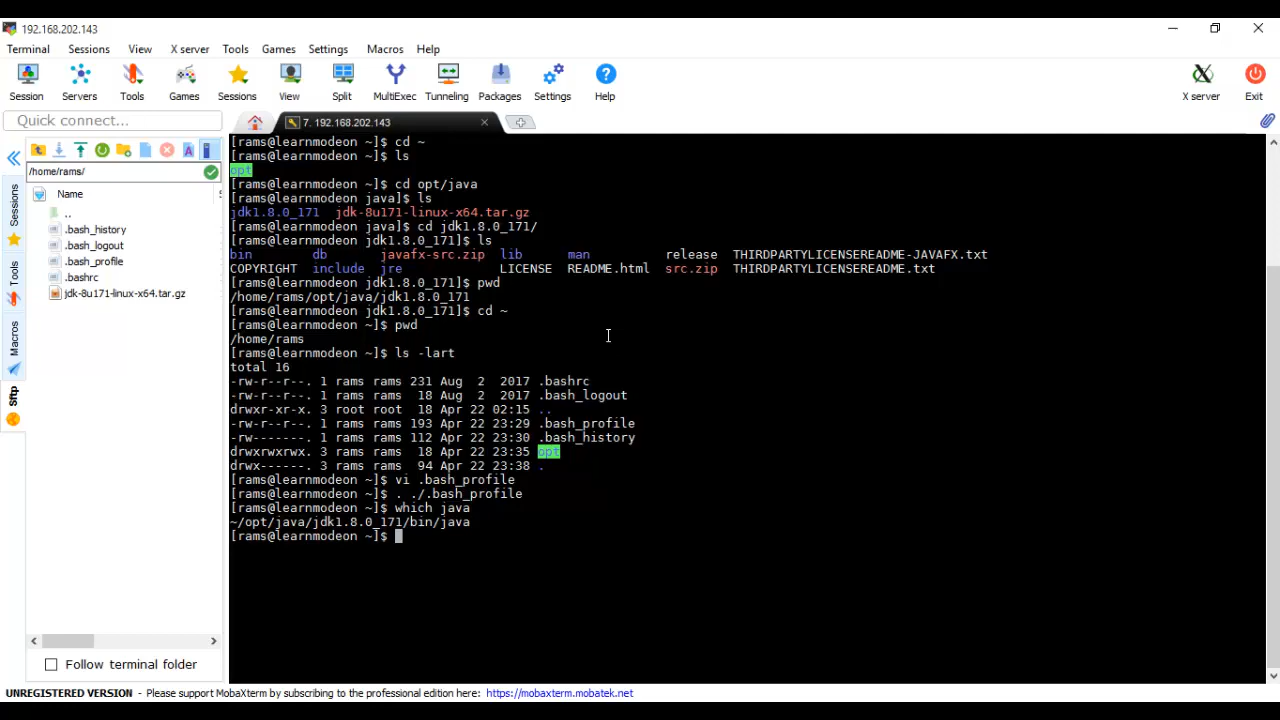 192.168.202.143
Terminal Sessions View X server Tools Games Settings Macros Help
Session Servers Tools Games Sessions View Split MultiExec Tunneling Packages Settings Help X server Exit
Quick connect...
7. 192.168.202.143
/home/rams/
Name
..
.bash_history
.bash_logout
.bash_profile
.bashrc
jdk-8u171-linux-x64.tar.gz
Sessions
Tools
Macros
Sftp
Follow terminal folder
[rams@learnmodeon ~]$ cd ~
[rams@learnmodeon ~]$ ls
opt
[rams@learnmodeon ~]$ cd opt/java
[rams@learnmodeon java]$ ls
jdk1.8.0_171 jdk-8u171-linux-x64.tar.gz
[rams@learnmodeon java]$ cd jdk1.8.0_171/
[rams@learnmodeon jdk1.8.0_171]$ ls
bin db javafx-src.zip lib man release THIRDPARTYLICENSEREADME-JAVAFX.txt
COPYRIGHT include jre LICENSE README.html src.zip THIRDPARTYLICENSEREADME.txt
[rams@learnmodeon jdk1.8.0_171]$ pwd
/home/rams/opt/java/jdk1.8.0_171
[rams@learnmodeon jdk1.8.0_171]$ cd ~
[rams@learnmodeon ~]$ pwd
/home/rams
[rams@learnmodeon ~]$ ls -lart
total 16
-rw-r--r--. 1 rams rams 231 Aug 2 2017 .bashrc
-rw-r--r--. 1 rams rams 18 Aug 2 2017 .bash_logout
drwxr-xr-x. 3 root root 18 Apr 22 02:15 ..
-rw-r--r--. 1 rams rams 193 Apr 22 23:29 .bash_profile
-rw-------. 1 rams rams 112 Apr 22 23:30 .bash_history
drwxrwxrwx. 3 rams rams 18 Apr 22 23:35 opt
drwx------. 3 rams rams 94 Apr 22 23:38 .
[rams@learnmodeon ~]$ vi .bash_profile
[rams@learnmodeon ~]$ . ./.bash_profile
[rams@learnmodeon ~]$ which java
~/opt/java/jdk1.8.0_171/bin/java
[rams@learnmodeon ~]$
UNREGISTERED VERSION - Please support MobaXterm by subscribing to the professional edition here: https://mobaxterm.mobatek.net